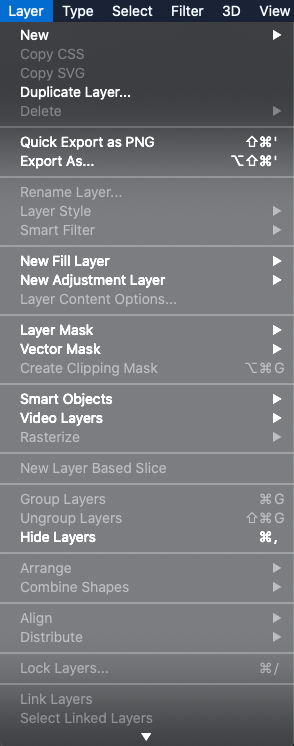 Layer Type Select Filter 3D View
New
Copy CSS
Copy SVG
Duplicate Layer...
Delete
Quick Export as PNG ⇧⌘'
Export As... ⌥⇧⌘'
Rename Layer...
Layer Style
Smart Filter
New Fill Layer
New Adjustment Layer
Layer Content Options...
Layer Mask
Vector Mask
Create Clipping Mask ⌥⌘G
Smart Objects
Video Layers
Rasterize
New Layer Based Slice
Group Layers ⌘G
Ungroup Layers ⇧⌘G
Hide Layers ⌘,
Arrange
Combine Shapes
Align
Distribute
Lock Layers... ⌘/
Link Layers
Select Linked Layers